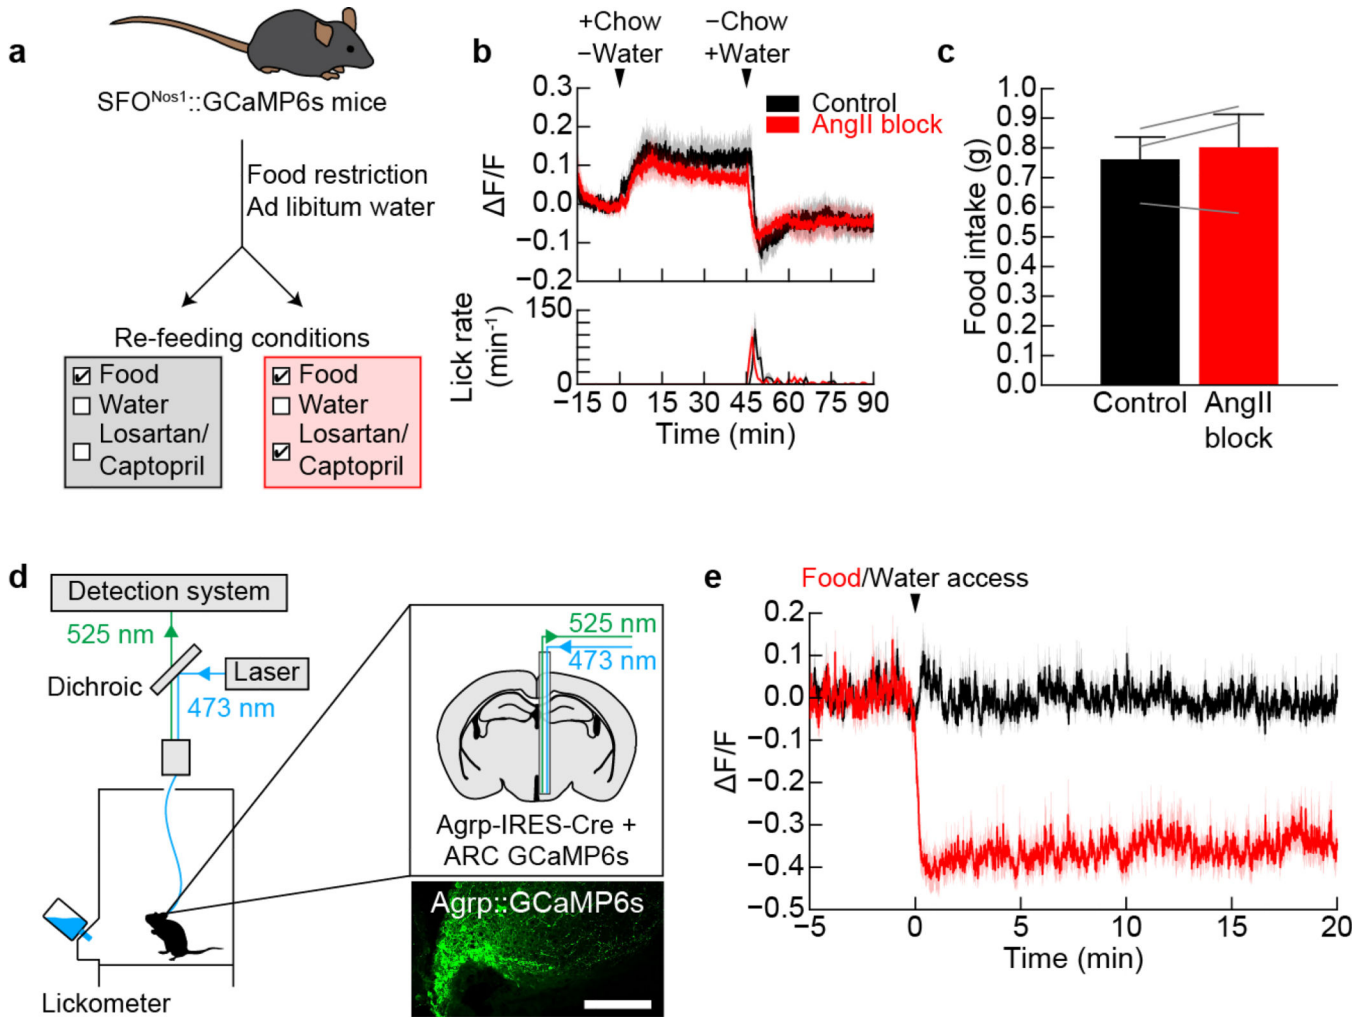 a
SFO^Nos1::GCaMP6s mice
Food restriction
Ad libitum water
Re-feeding conditions
Food
Water
Losartan/
Captopril
Food
Water
Losartan/
Captopril
b
+Chow
−Water
−Chow
+Water
Control
AngII block
ΔF/F
0.3
0.2
0.1
0.0
−0.1
−0.2
Lick rate
(min⁻¹)
150
0
−15 0 15 30 45 60 75 90
Time (min)
c
Food intake (g)
1.0
0.9
0.8
0.7
0.6
0.5
0.4
0.3
0.2
0.1
0.0
Control
AngII
block
d
Detection system
525 nm
Laser
Dichroic
473 nm
Lickometer
525 nm
473 nm
Agrp-IRES-Cre +
ARC GCaMP6s
Agrp::GCaMP6s
e
Food/Water access
ΔF/F
0.2
0.1
0.0
−0.1
−0.2
−0.3
−0.4
−0.5
−5 0 5 10 15 20
Time (min)